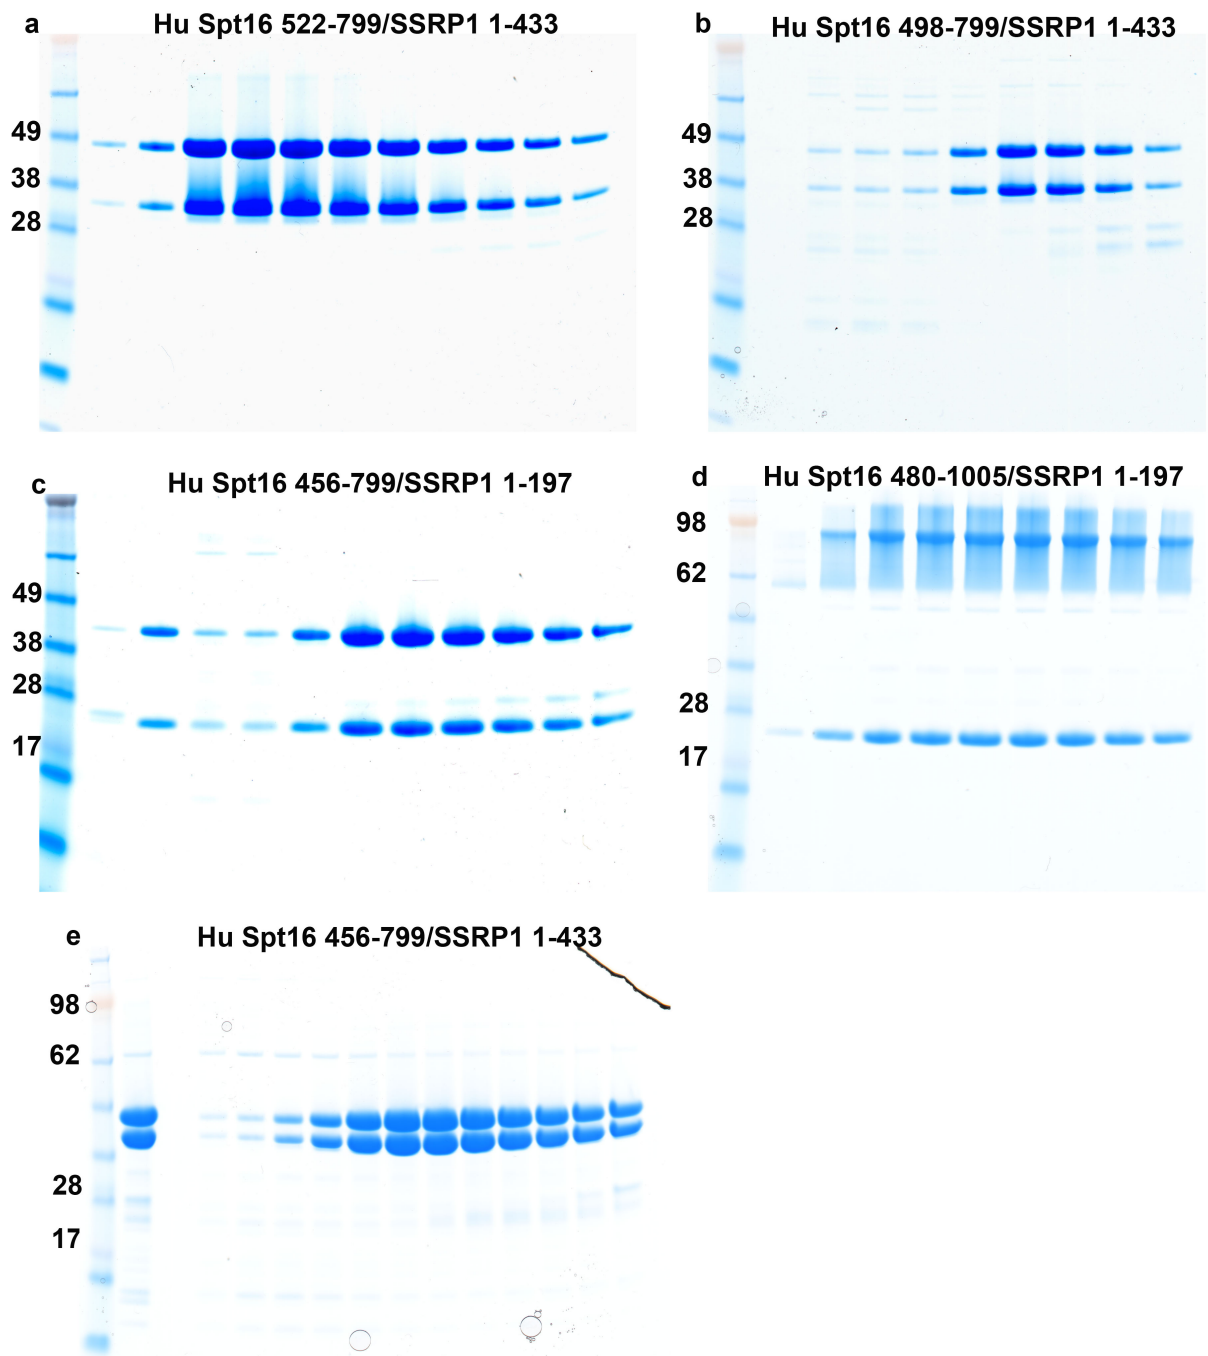 a
Hu Spt16 522-799/SSRP1 1-433
49
38
28
b
Hu Spt16 498-799/SSRP1 1-433
49
38
28
c
Hu Spt16 456-799/SSRP1 1-197
49
38
28
17
d
Hu Spt16 480-1005/SSRP1 1-197
98
62
28
17
e
Hu Spt16 456-799/SSRP1 1-433
98
62
28
17